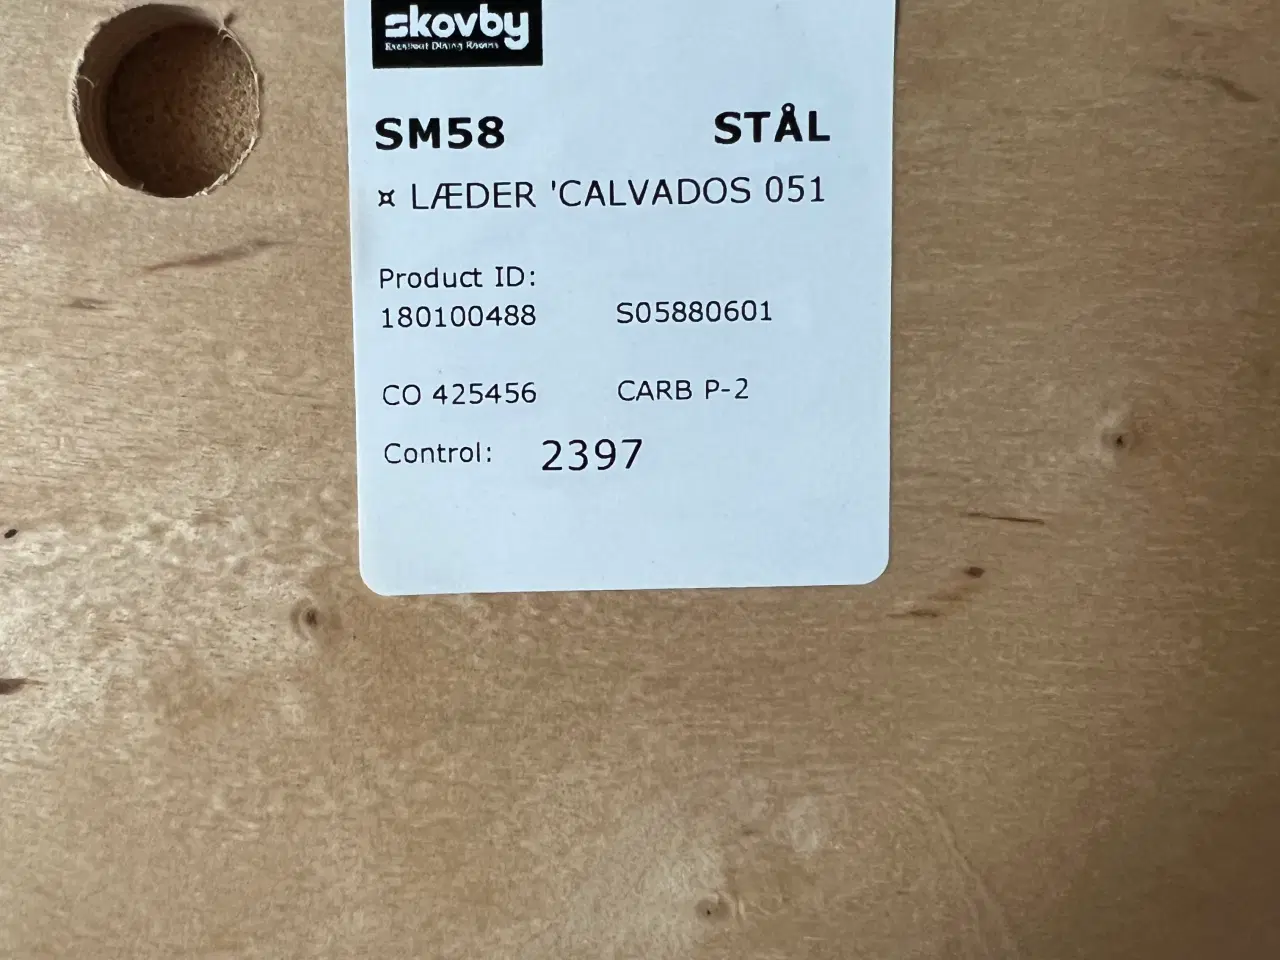 skovby
Excellent Dining Rooms
SM58 STÅL
¤ LÆDER 'CALVADOS 051
Product ID:
180100488 S05880601
CO 425456 CARB P-2
Control: 2397